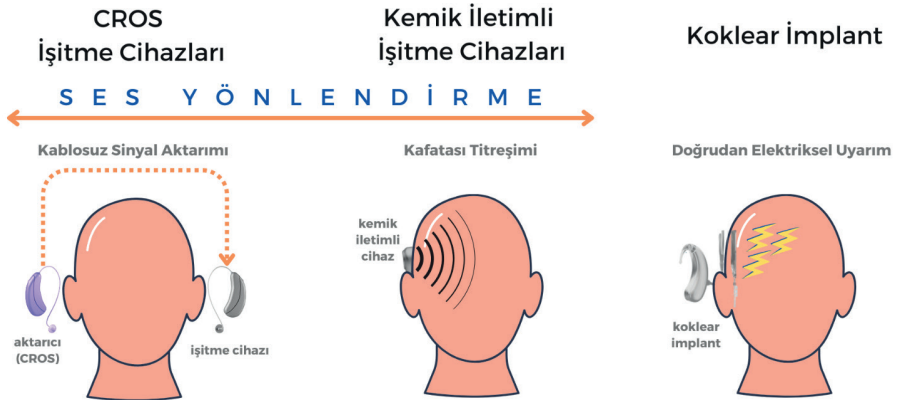 CROS
İşitme Cihazları
Kemik İletimli
İşitme Cihazları
Koklear İmplant
SES YÖNLENDİRME
Kablosuz Sinyal Aktarımı
Kafatası Titreşimi
Doğrudan Elektriksel Uyarım
aktarıcı
(CROS)
işitme cihazı
kemik
iletimli
cihaz
koklear
implant